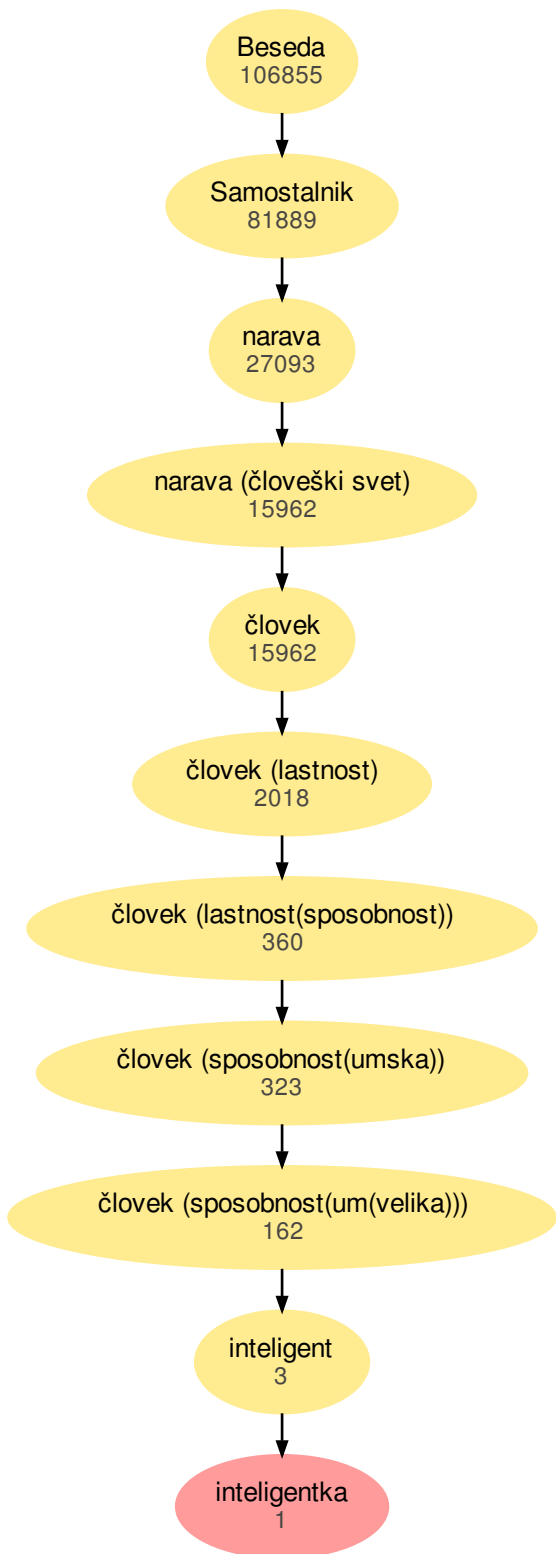 Beseda
106855
Samostalnik
81889
narava
27093
narava (človeški svet)
15962
človek
15962
človek (lastnost)
2018
človek (lastnost(sposobnost))
360
človek (sposobnost(umska))
323
človek (sposobnost(um(velika)))
162
inteligent
3
inteligentka
1